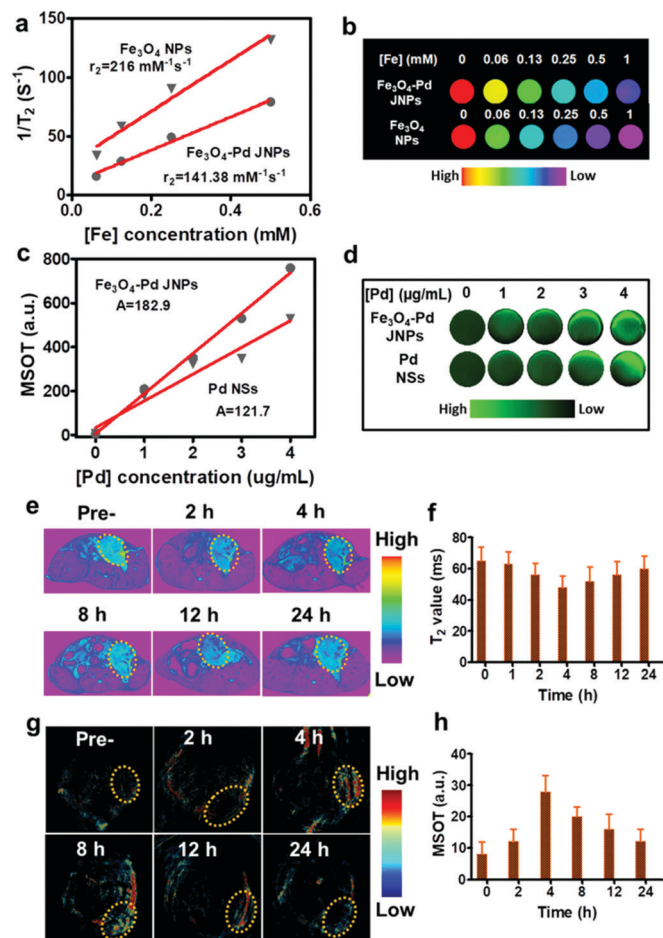 a
1/T₂ (S⁻¹)
150
100
50
0
Fe₃O₄ NPs
r₂=216 mM⁻¹s⁻¹
Fe₃O₄-Pd JNPs
r₂=141.38 mM⁻¹s⁻¹
0.0 0.2 0.4 0.6
[Fe] concentration (mM)
b
[Fe] (mM) 0 0.06 0.13 0.25 0.5 1
Fe₃O₄-Pd
JNPs
0 0.06 0.13 0.25 0.5 1
Fe₃O₄
NPs
High Low
c
MSOT (a.u.)
800
600
400
200
0
Fe₃O₄-Pd JNPs
A=182.9
Pd NSs
A=121.7
0 1 2 3 4
[Pd] concentration (ug/mL)
d
[Pd] (µg/mL) 0 1 2 3 4
Fe₃O₄-Pd
JNPs
Pd
NSs
High Low
e
Pre- 2 h 4 h
8 h 12 h 24 h
High
Low
f
T₂ value (ms)
100
80
60
40
20
0
0 1 2 4 8 12 24
Time (h)
g
Pre- 2 h 4 h
8 h 12 h 24 h
High
Low
h
MSOT (a.u.)
40
30
20
10
0
0 2 4 8 12 24
Time (h)